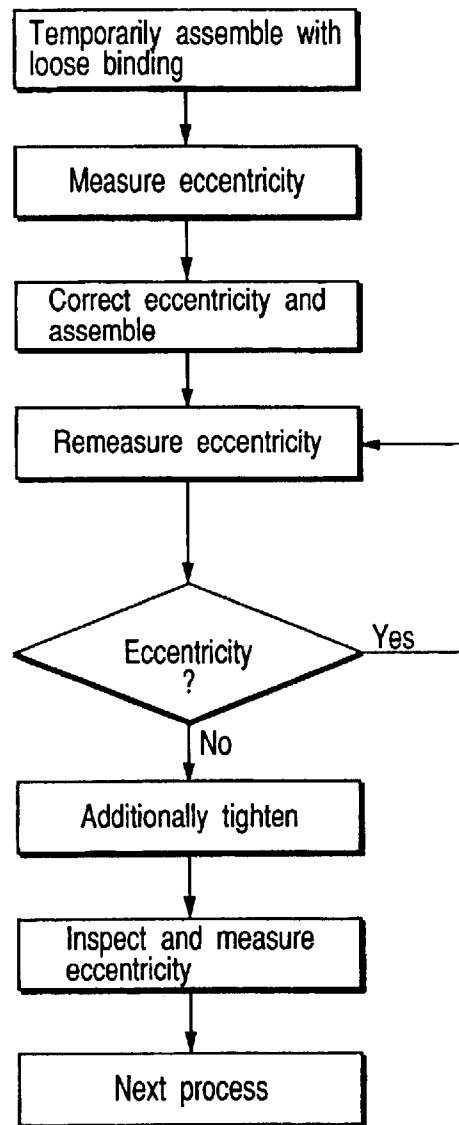 Temporarily assemble with
loose binding
Measure eccentricity
Correct eccentricity and
assemble
Remeasure eccentricity
Eccentricity
?
Yes
No
Additionally tighten
Inspect and measure
eccentricity
Next process